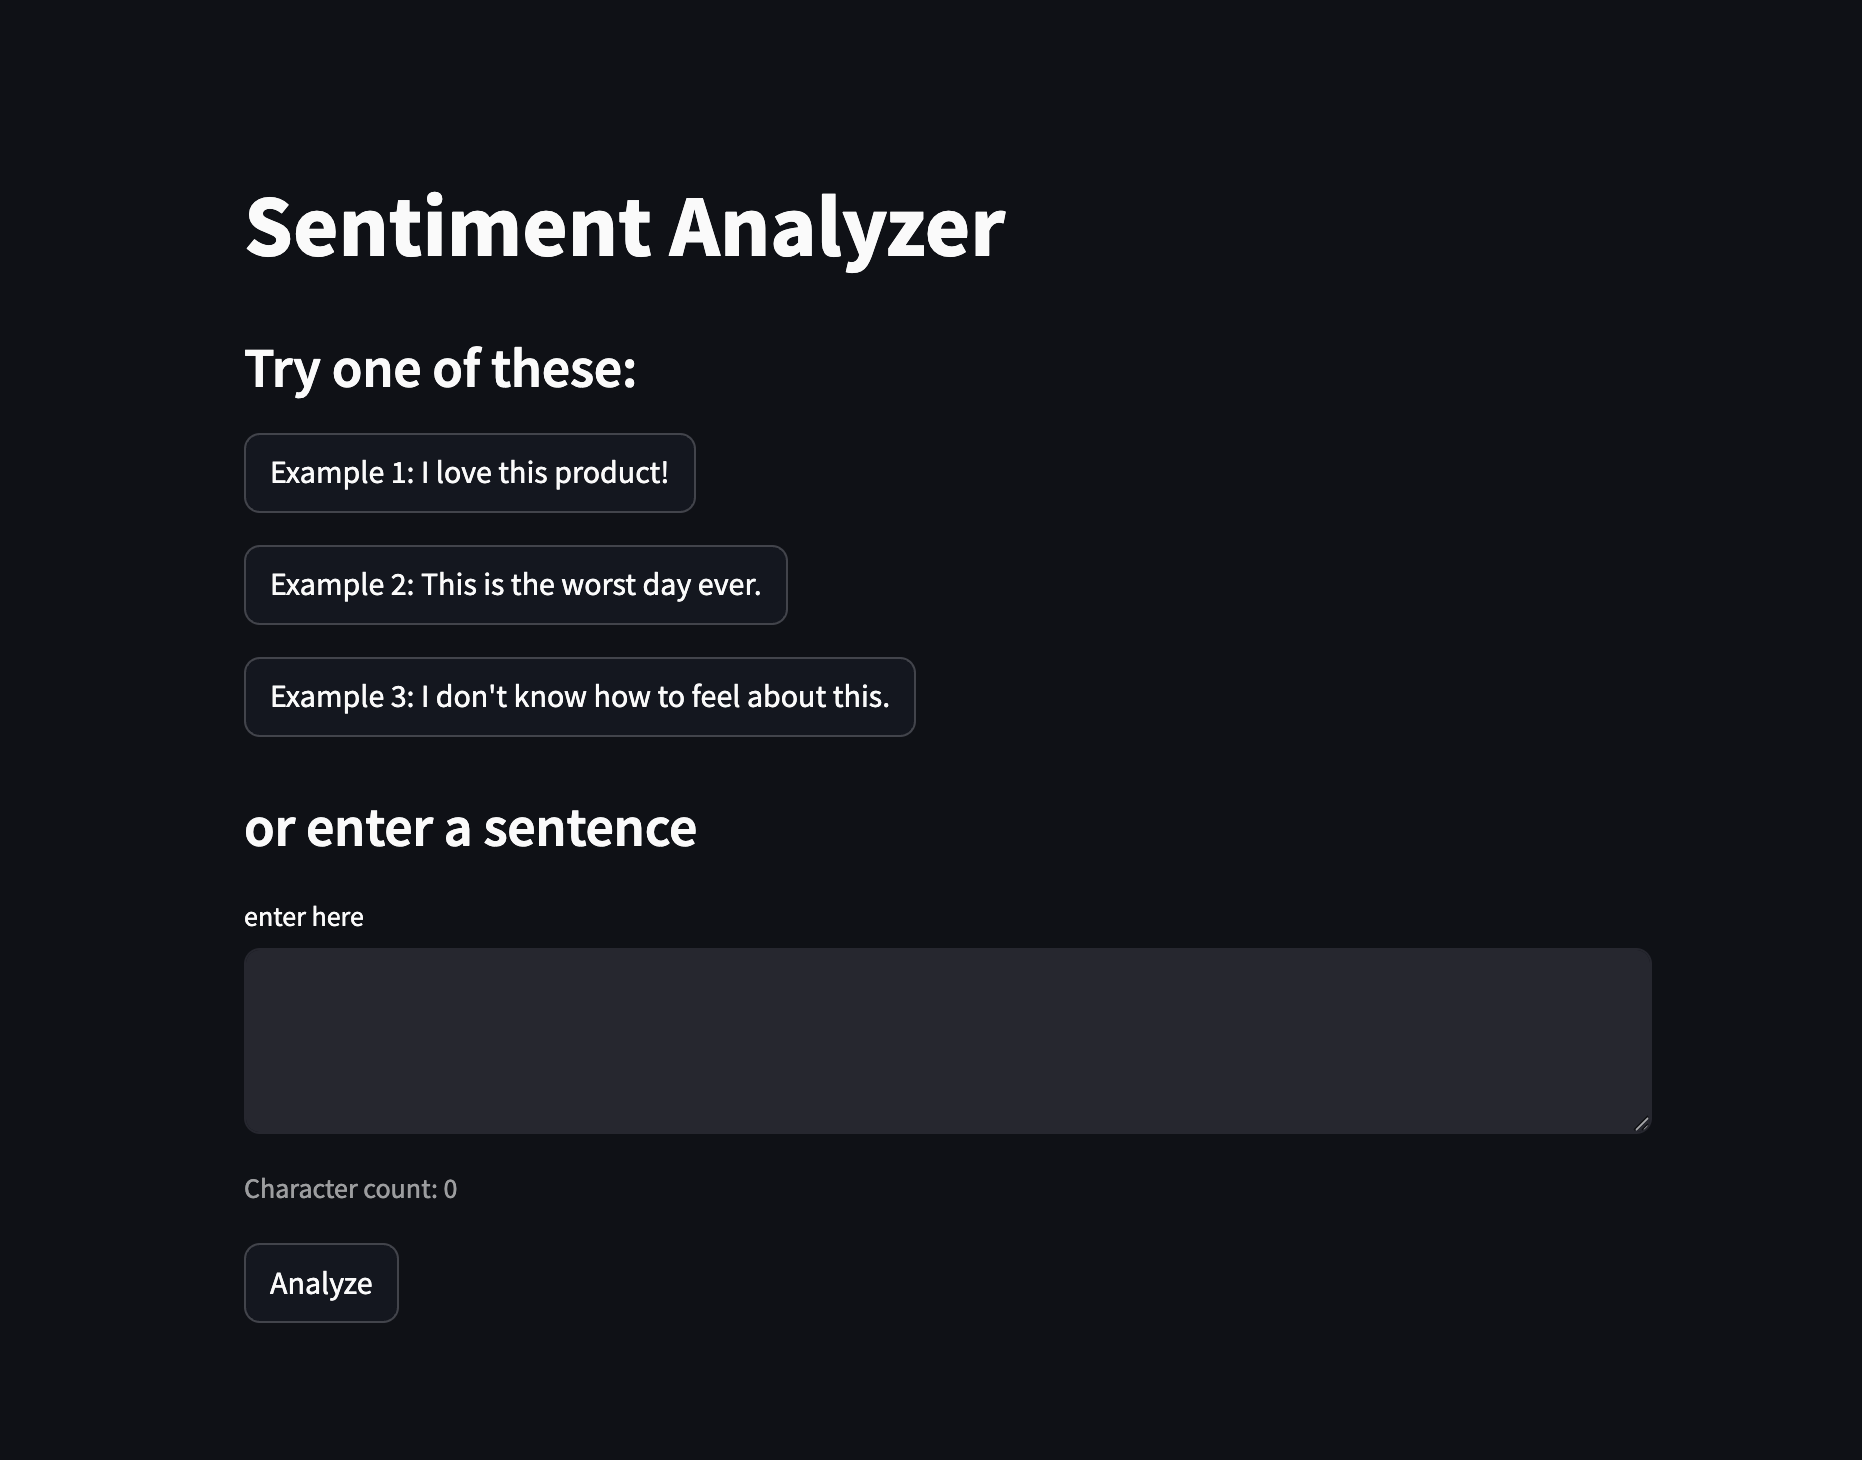 Sentiment Analyzer
Try one of these:
Example 1: I love this product!
Example 2: This is the worst day ever.
Example 3: I don't know how to feel about this.
or enter a sentence
enter here
Character count: 0
Analyze